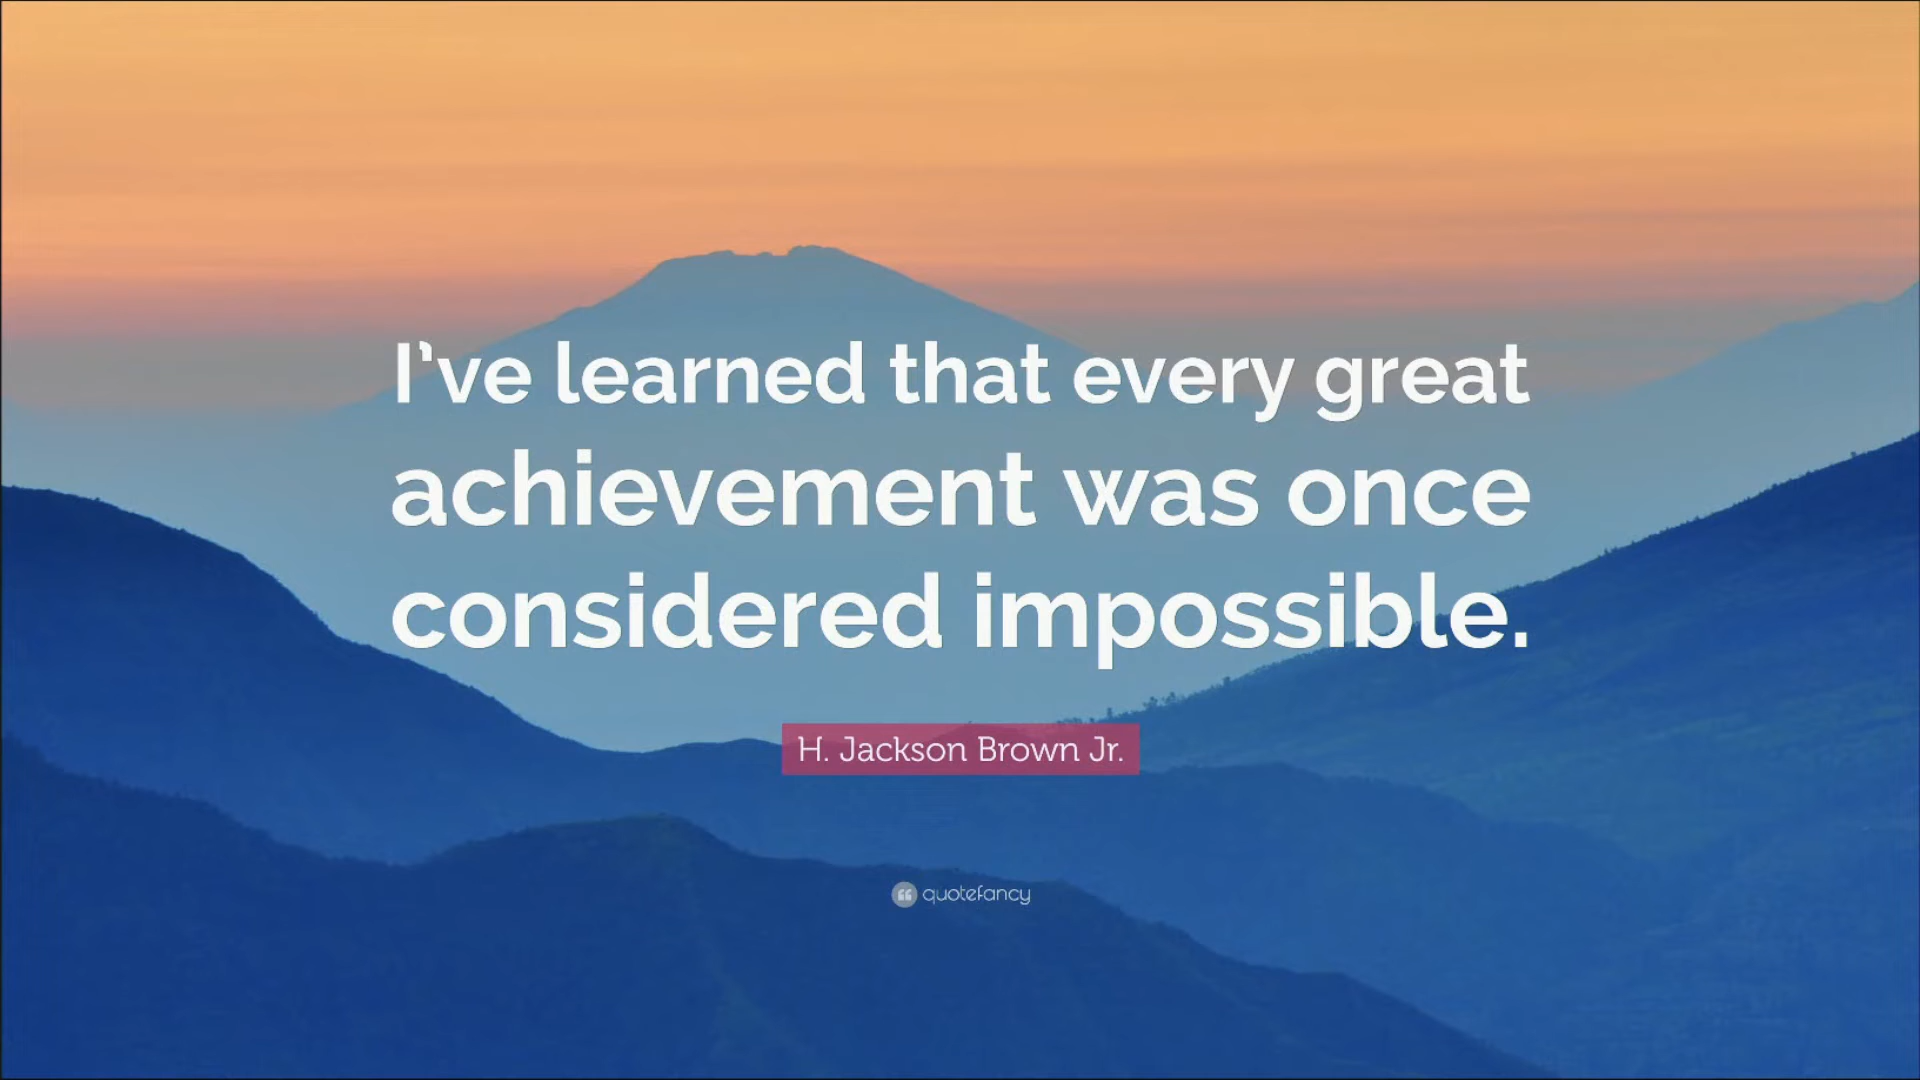 I’ve learned that every great
achievement was once
considered impossible.
H. Jackson Brown Jr.
quotefancy